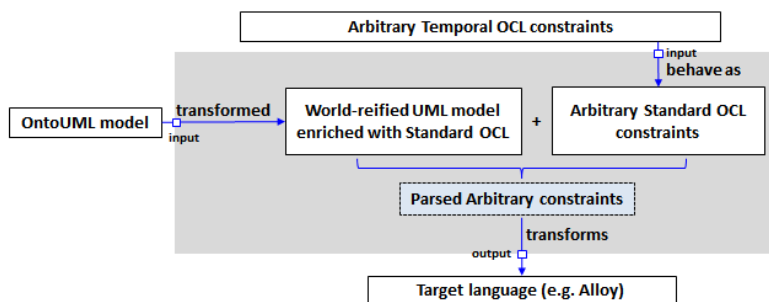 Arbitrary Temporal OCL constraints
input
behave as
OntoUML model
transformed
input
World-reified UML model
enriched with Standard OCL
+
Arbitrary Standard OCL
constraints
Parsed Arbitrary constraints
transforms
output
Target language (e.g. Alloy)